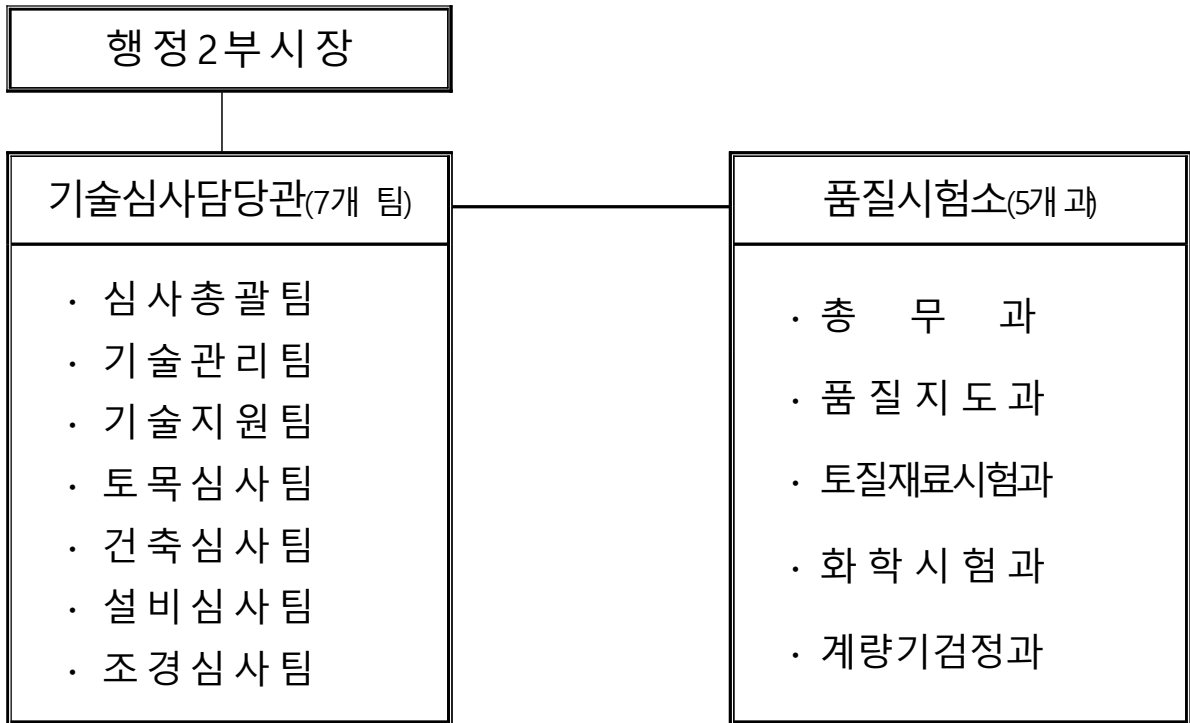 행정2부시장
기술심사담당관(7개 팀)
· 심사총괄팀
· 기술관리팀
· 기술지원팀
· 토목심사팀
· 건축심사팀
· 설비심사팀
· 조경심사팀
품질시험소(5개 과)
· 총무과
· 품질지도과
· 토질재료시험과
· 화학시험과
· 계량기검정과